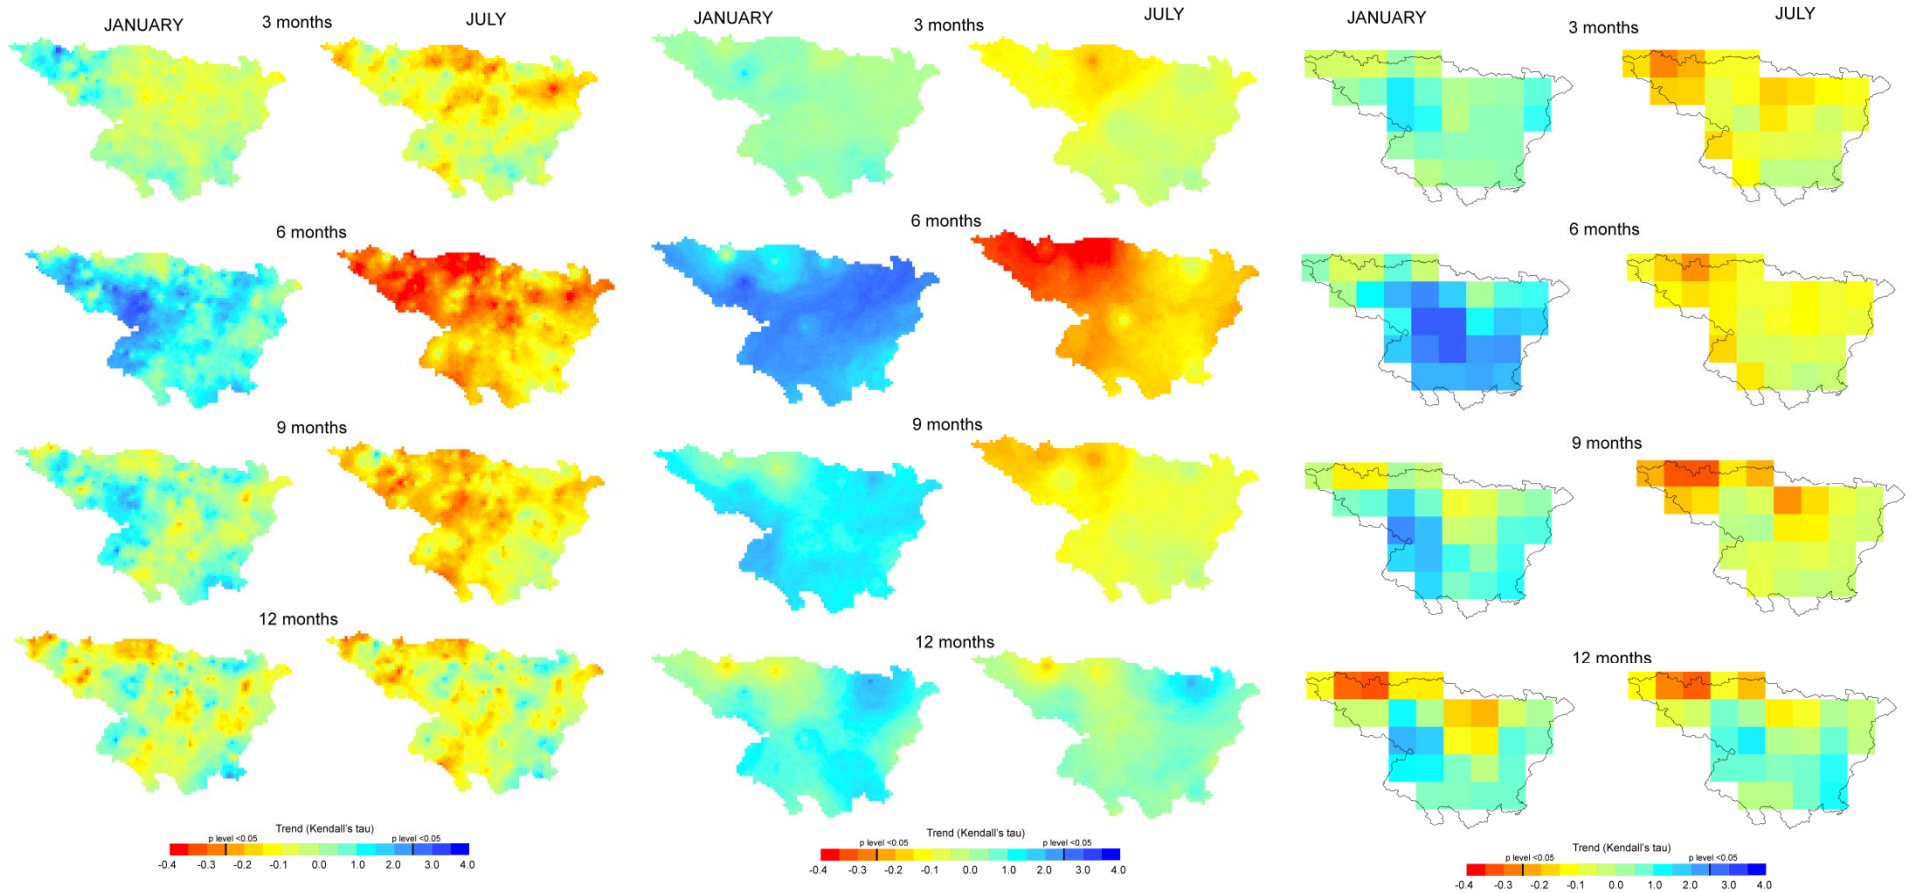 JANUARY 3 months JULY
6 months
9 months
12 months
Trend (Kendall's tau)
p level <0.05 p level <0.05
-0.4 -0.3 -0.2 -0.1 0.0 1.0 2.0 3.0 4.0
JANUARY 3 months JULY
6 months
9 months
12 months
Trend (Kendall's tau)
p level <0.05 p level <0.05
-0.4 -0.3 -0.2 -0.1 0.0 1.0 2.0 3.0 4.0
JANUARY 3 months JULY
6 months
9 months
12 months
Trend (Kendall's tau)
p level <0.05 p level <0.05
-0.4 -0.3 -0.2 -0.1 0.0 1.0 2.0 3.0 4.0